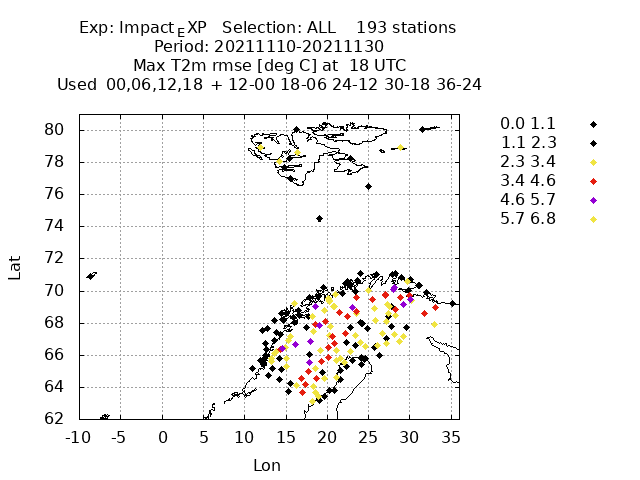 Exp: Impact_EXP   Selection: ALL    193 stations
Period: 20211110-20211130
Max T2m rmse [deg C] at  18 UTC
Used  00,06,12,18  + 12-00 18-06 24-12 30-18 36-24
0.0 1.1
1.1 2.3
2.3 3.4
3.4 4.6
4.6 5.7
5.7 6.8
Lat
80
78
76
74
72
70
68
66
64
62
-10 -5 0 5 10 15 20 25 30 35
Lon